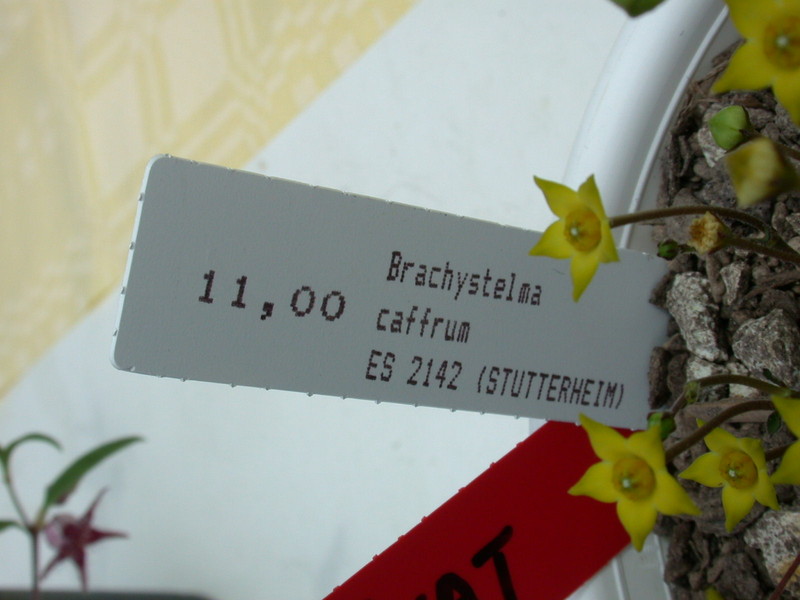 11,00
Brachystelma
caffrum
ES 2142 (STUTTERHEIM)